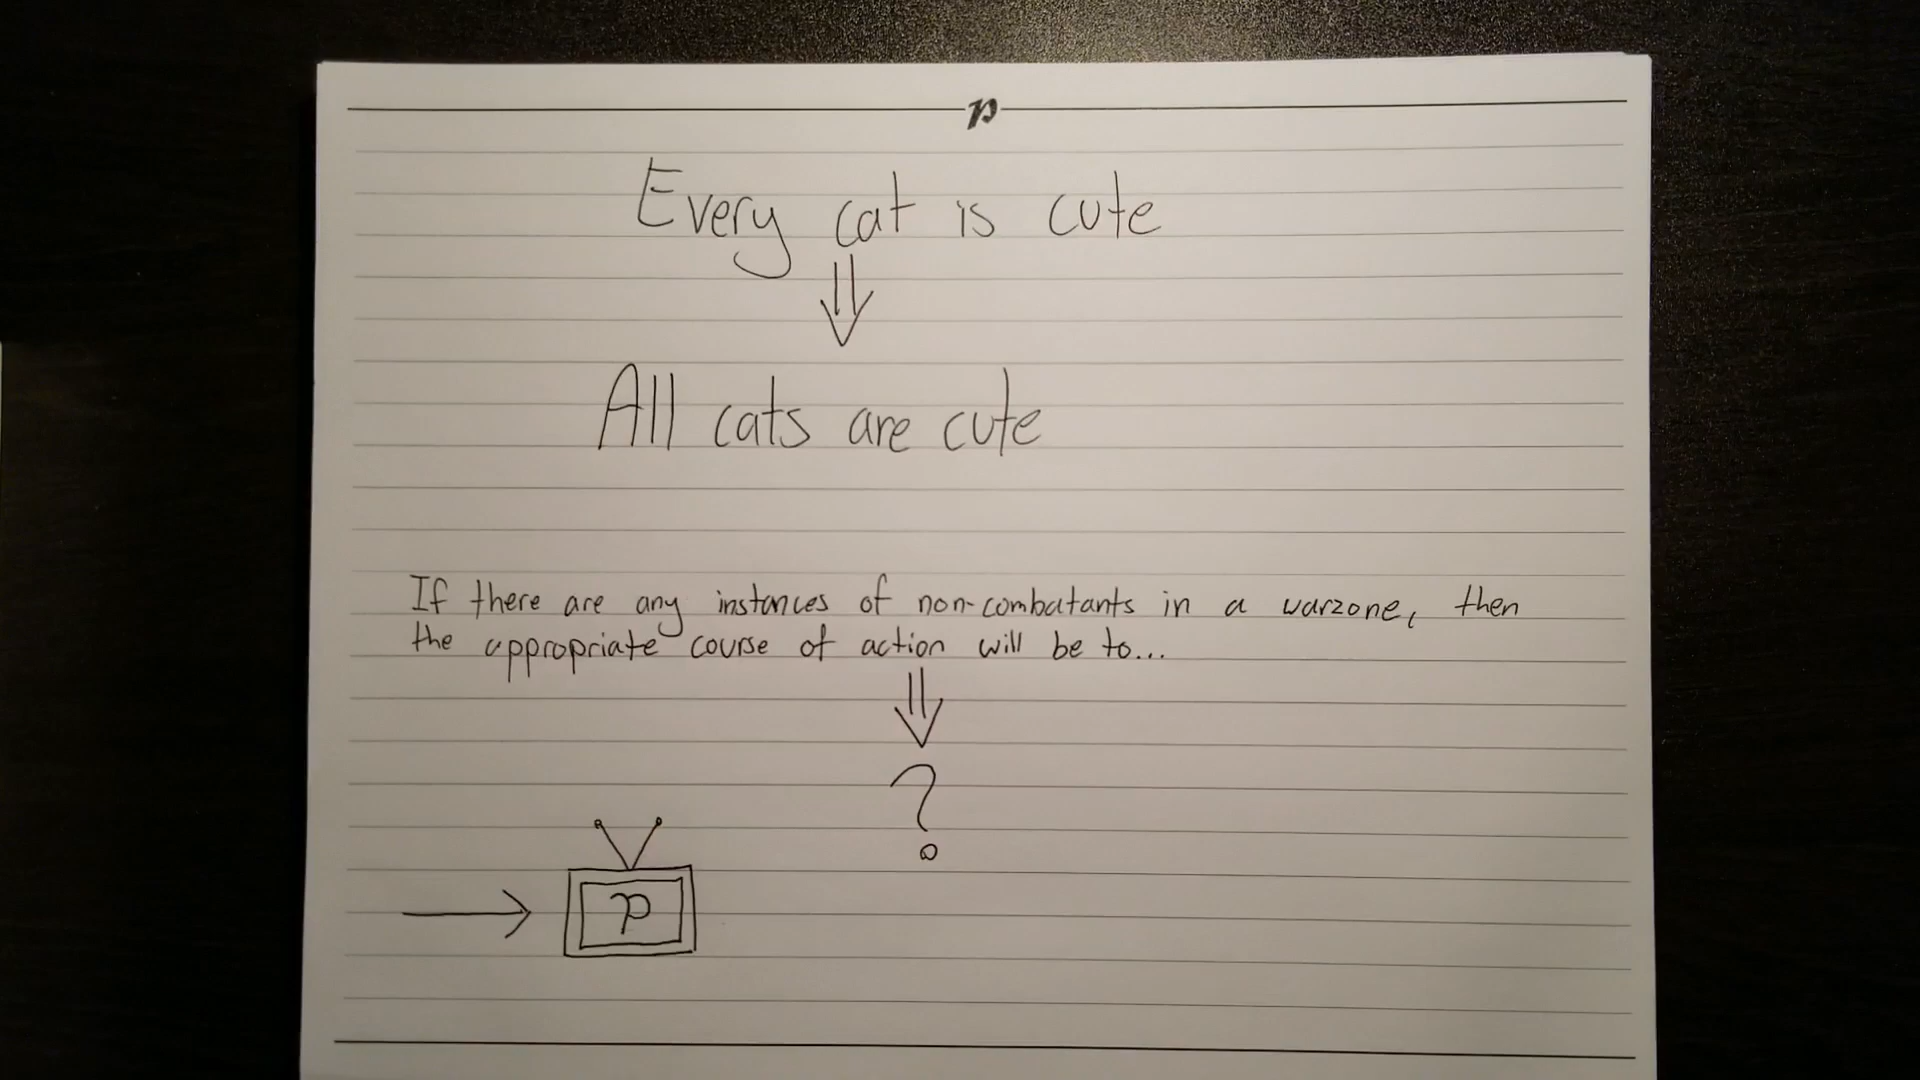 p
Every cat is cute
All cats are cute
If there are any instances of non-combatants in a warzone, then
the appropriate course of action will be to...
?
p